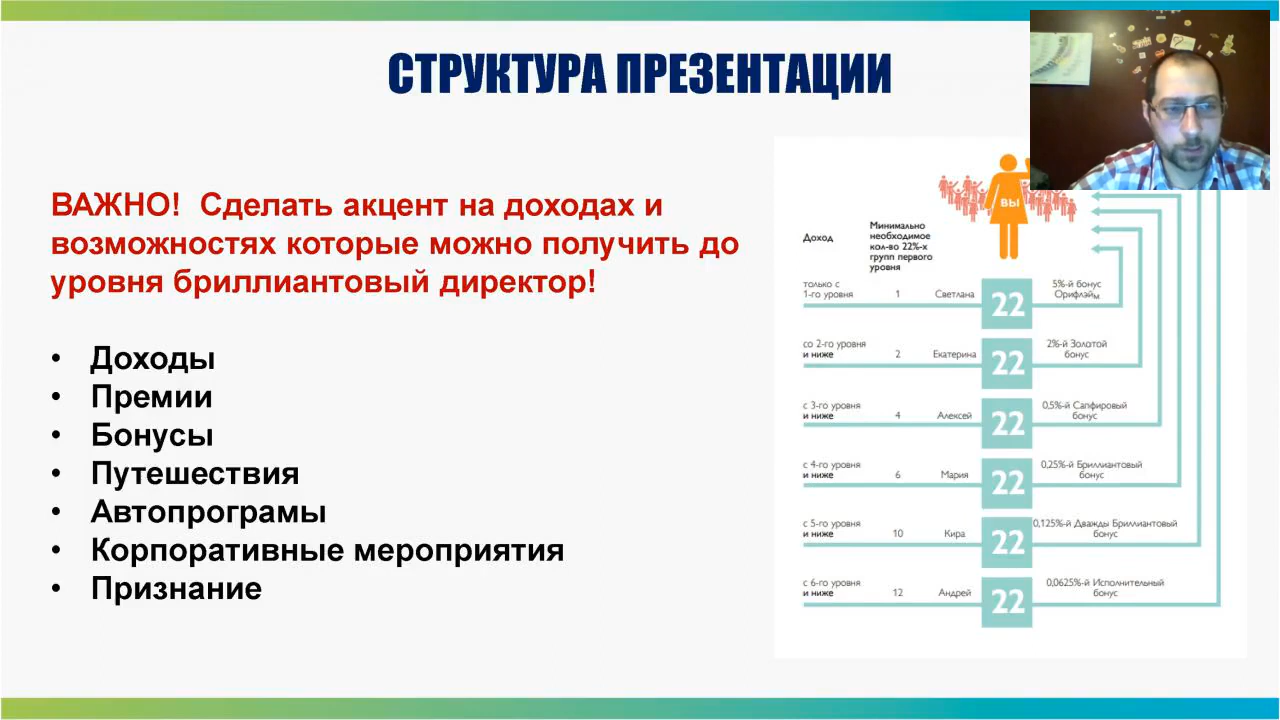 СТРУКТУРА ПРЕЗЕНТАЦИИ
ВАЖНО! Сделать акцент на доходах и
возможностях которые можно получить до
уровня бриллиантовый директор!
• Доходы
• Премии
• Бонусы
• Путешествия
• Автопрограмы
• Корпоративные мероприятия
• Признание
ВЫ
Доход
Минимально
необходимое
кол-во 22%-х
групп первого
уровня
только с
1-го уровня
1
Светлана
22
5%-й бонус
Орифлэйм
со 2-го уровня
и ниже
2
Екатерина
22
2%-й Золотой
бонус
с 3-го уровня
и ниже
4
Алексей
22
0,5%-й Сапфировый
бонус
с 4-го уровня
и ниже
6
Мария
22
0,25%-й Бриллиантовый
бонус
с 5-го уровня
и ниже
10
Кира
22
0,125%-й Дважды Бриллиантовый
бонус
с 6-го уровня
и ниже
12
Андрей
22
0,0625%-й Исполнительный
бонус